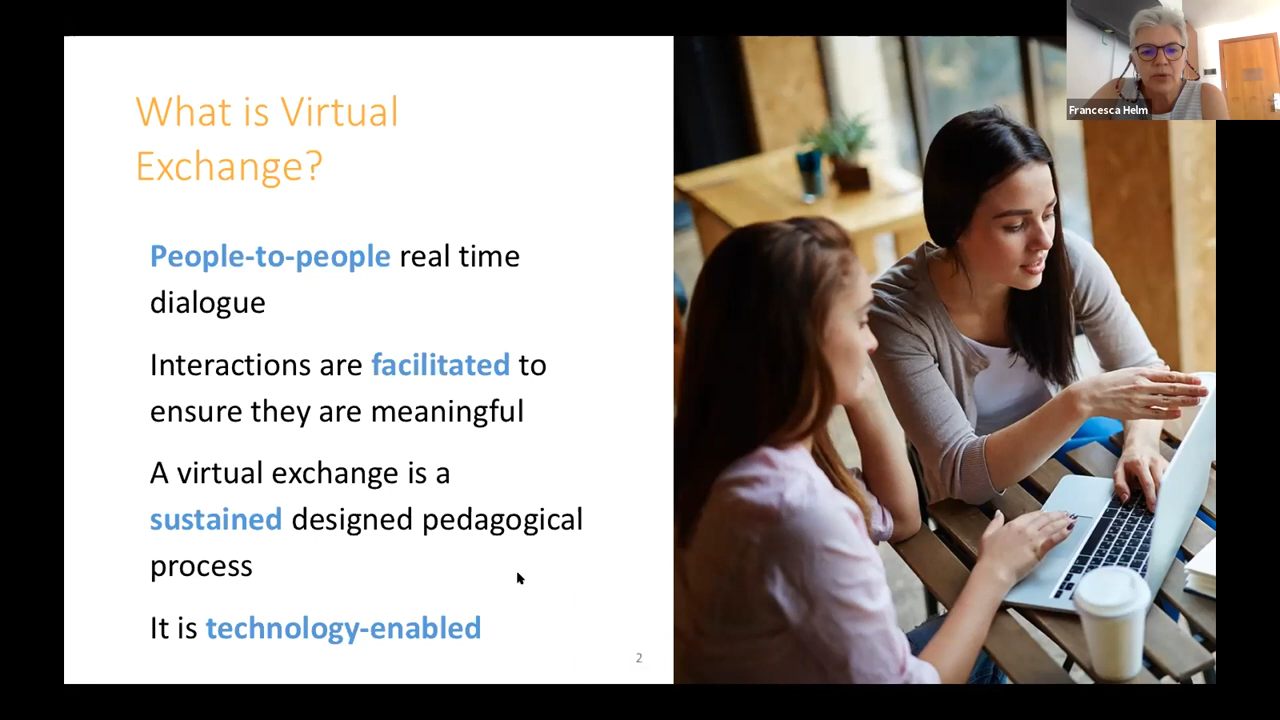 What is Virtual
Exchange?
People-to-people real time
dialogue
Interactions are facilitated to
ensure they are meaningful
A virtual exchange is a
sustained designed pedagogical
process
It is technology-enabled
2
Francesca Helm